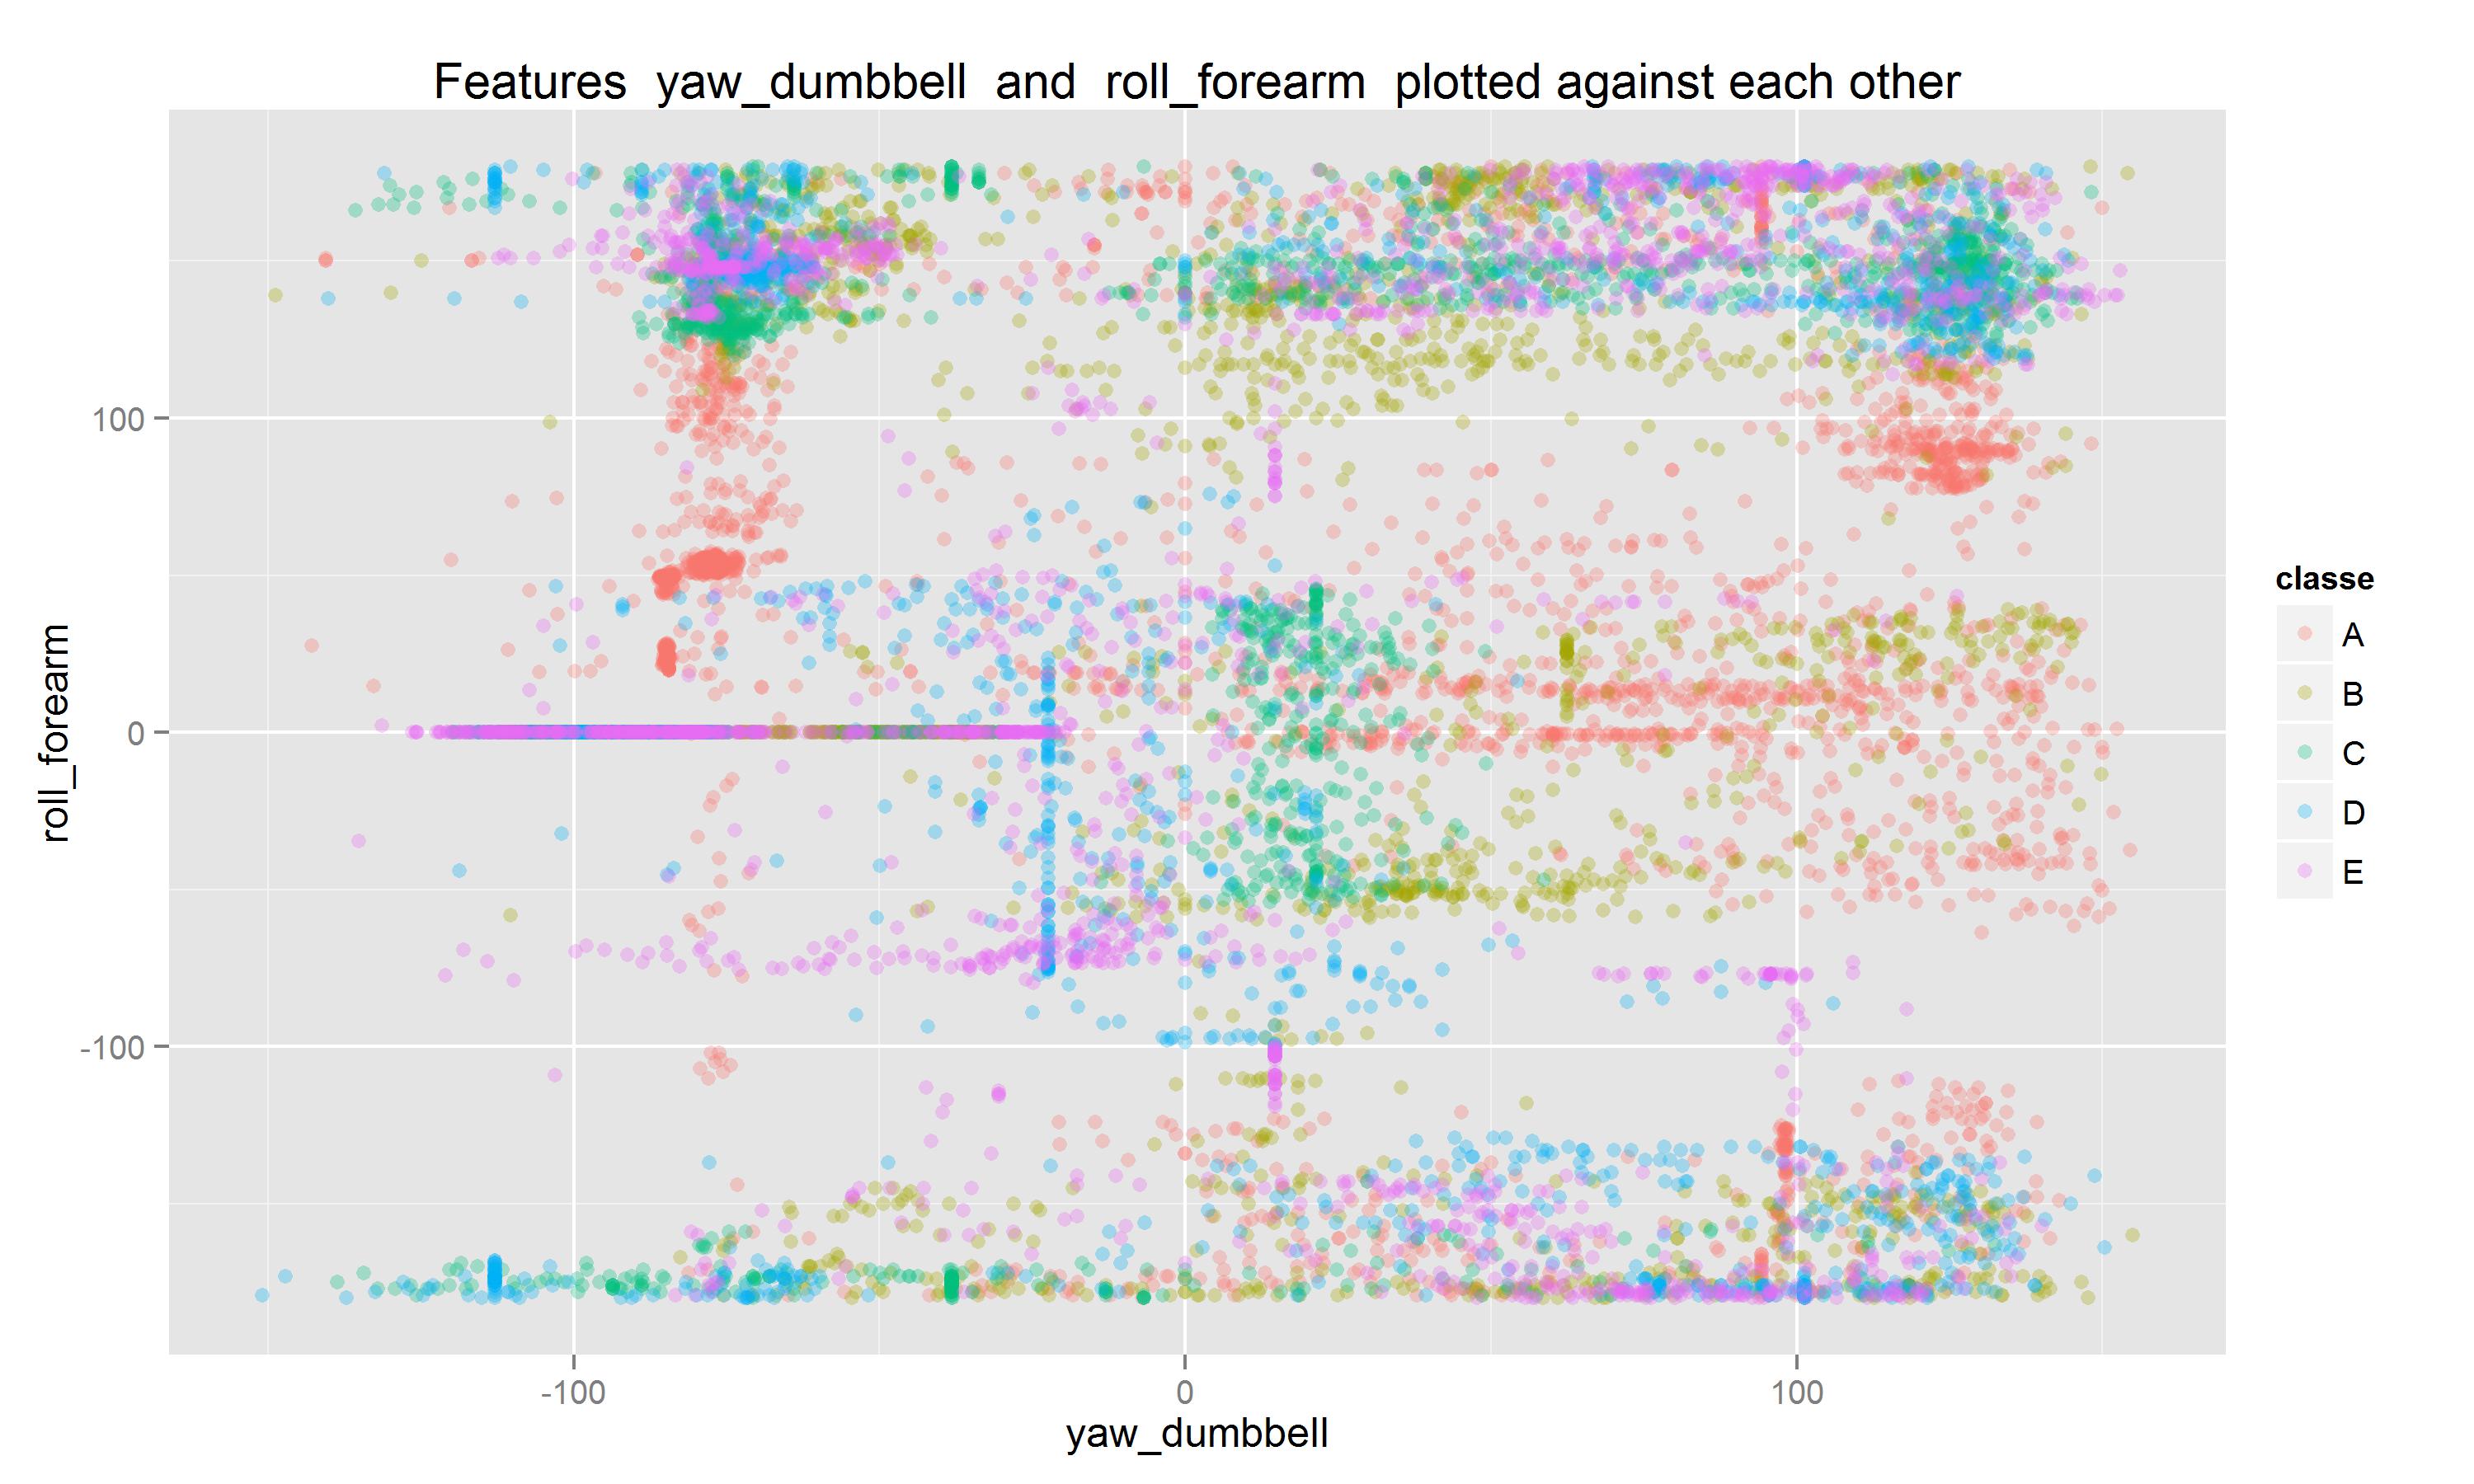 Features yaw_dumbbell and roll_forearm plotted against each other
roll_forearm
100
0
-100
-100
0
100
yaw_dumbbell
classe
A
B
C
D
E